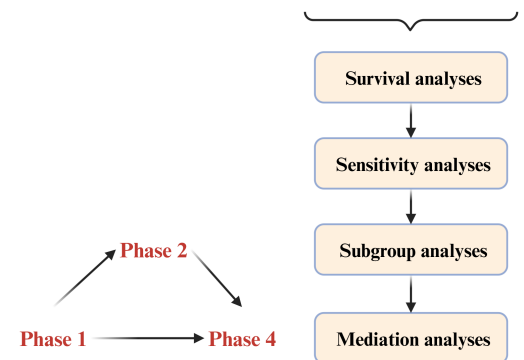 Survival analyses
Sensitivity analyses
Subgroup analyses
Mediation analyses
Phase 2
Phase 1
Phase 4